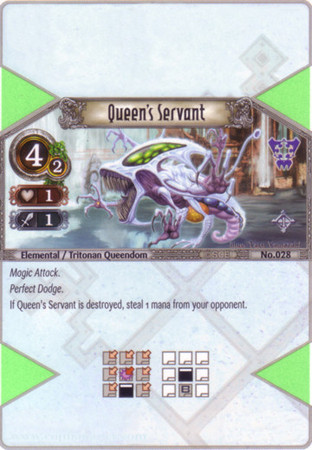 Queen's Servant
4
2
1
1
Elemental / Tritonan Queendom
No.028
Magic Attack.
Perfect Dodge.
If Queen's Servant is destroyed, steal 1 mana from your opponent.